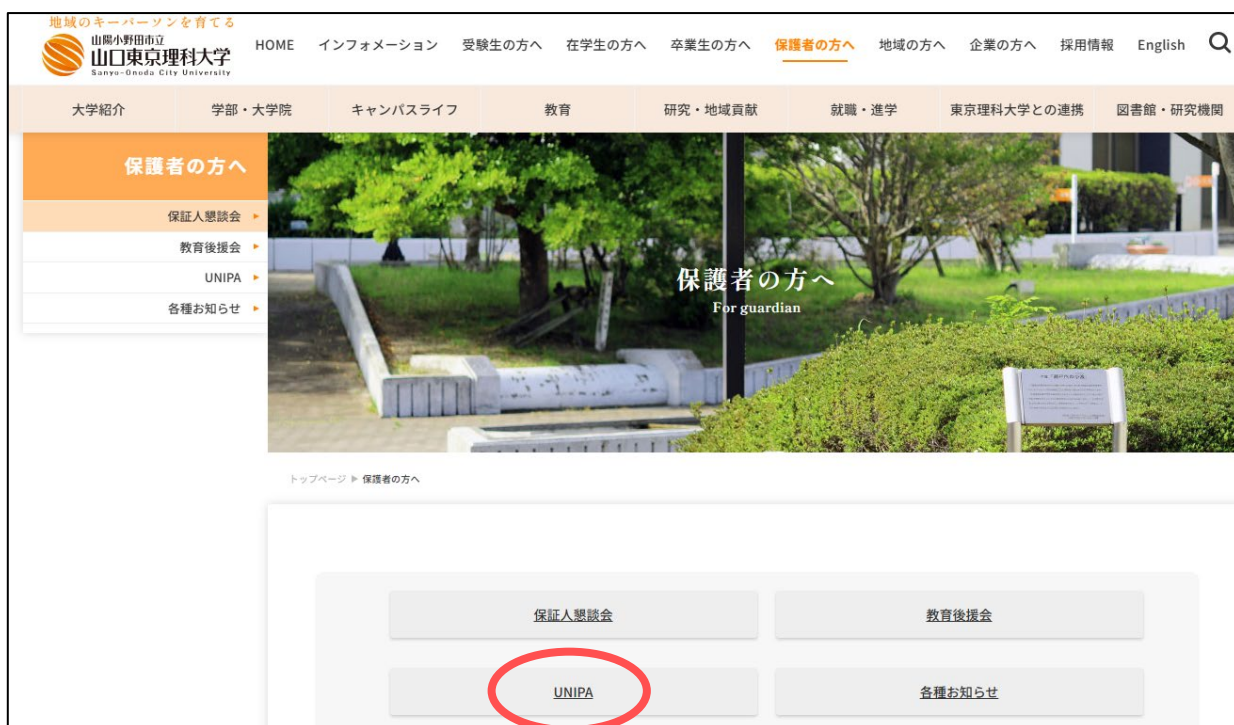 地域のキーパーソンを育てる
山陽小野田市立
山口東京理科大学
Sanyo-Onoda City University
HOME インフォメーション 受験生の方へ 在学生の方へ 卒業生の方へ 保護者の方へ 地域の方へ 企業の方へ 採用情報 English
大学紹介 学部・大学院 キャンパスライフ 教育 研究・地域貢献 就職・進学 東京理科大学との連携 図書館・研究機関
保護者の方へ
保証人懇談会
教育後援会
UNIPA
各種お知らせ
保護者の方へ
For guardian
トップページ ▶ 保護者の方へ
保証人懇談会 教育後援会
UNIPA 各種お知らせ